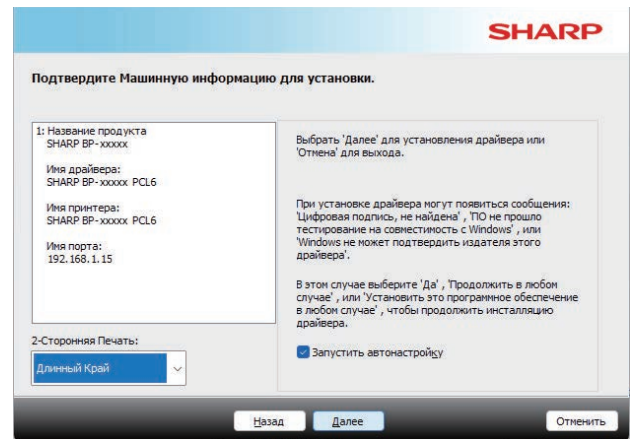 SHARP
Подтвердите Машинную информацию для установки.
1: Название продукта
SHARP BP-xxxxx
Имя драйвера:
SHARP BP-xxxxx PCL6
Имя принтера:
SHARP BP-xxxxx PCL6
Имя порта:
192.168.1.15
2-Сторонняя Печать:
Длинный Край
Выбрать 'Далее' для установления драйвера или
'Отмена' для выхода.
При установке драйвера могут появиться сообщения:
'Цифровая подпись, не найдена' , 'ПО не прошло
тестирование на совместимость с Windows' , или
'Windows не может подтвердить издателя этого
драйвера'.
В этом случае выберите 'Да' , 'Продолжить в любом
случае' , или 'Установить это программное обеспечение
в любом случае' , чтобы продолжить инсталляцию
драйвера.
Запустить автонастройку
Назад
Далее
Отменить